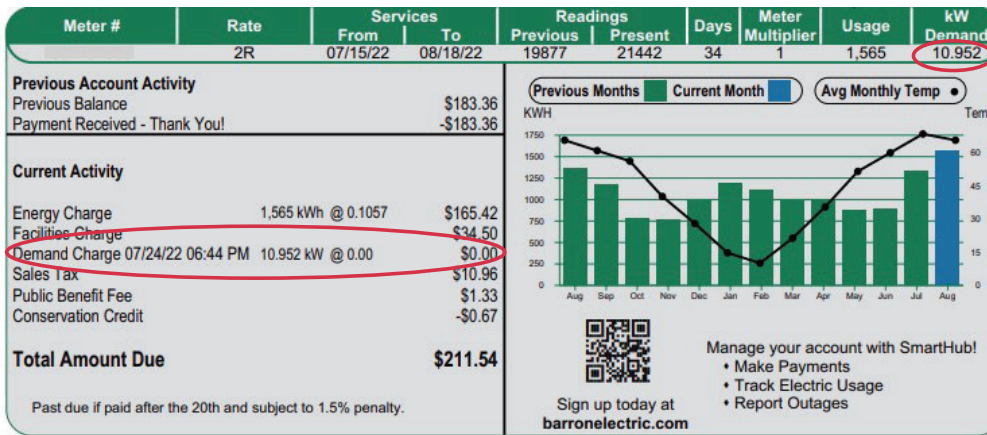 Meter # Rate Services From To Readings Previous Present Days Meter Multiplier Usage kW Demand
2R 07/15/22 08/18/22 19877 21442 34 1 1,565 10.952
Previous Account Activity
Previous Balance $183.36
Payment Received - Thank You! -$183.36
Current Activity
Energy Charge 1,565 kWh @ 0.1057 $165.42
Facilities Charge $34.50
Demand Charge 07/24/22 06:44 PM 10.952 kW @ 0.00 $0.00
Sales Tax $10.96
Public Benefit Fee $1.33
Conservation Credit -$0.67
Total Amount Due $211.54
Past due if paid after the 20th and subject to 1.5% penalty.
Previous Months Current Month Avg Monthly Temp
KWH Tem
1750
1500 60
1250
45
1000
750 30
500
15
250
0 0
Aug Sep Oct Nov Dec Jan Feb Mar Apr May Jun Jul Aug
Manage your account with SmartHub!
• Make Payments
• Track Electric Usage
• Report Outages
Sign up today at
barronelectric.com